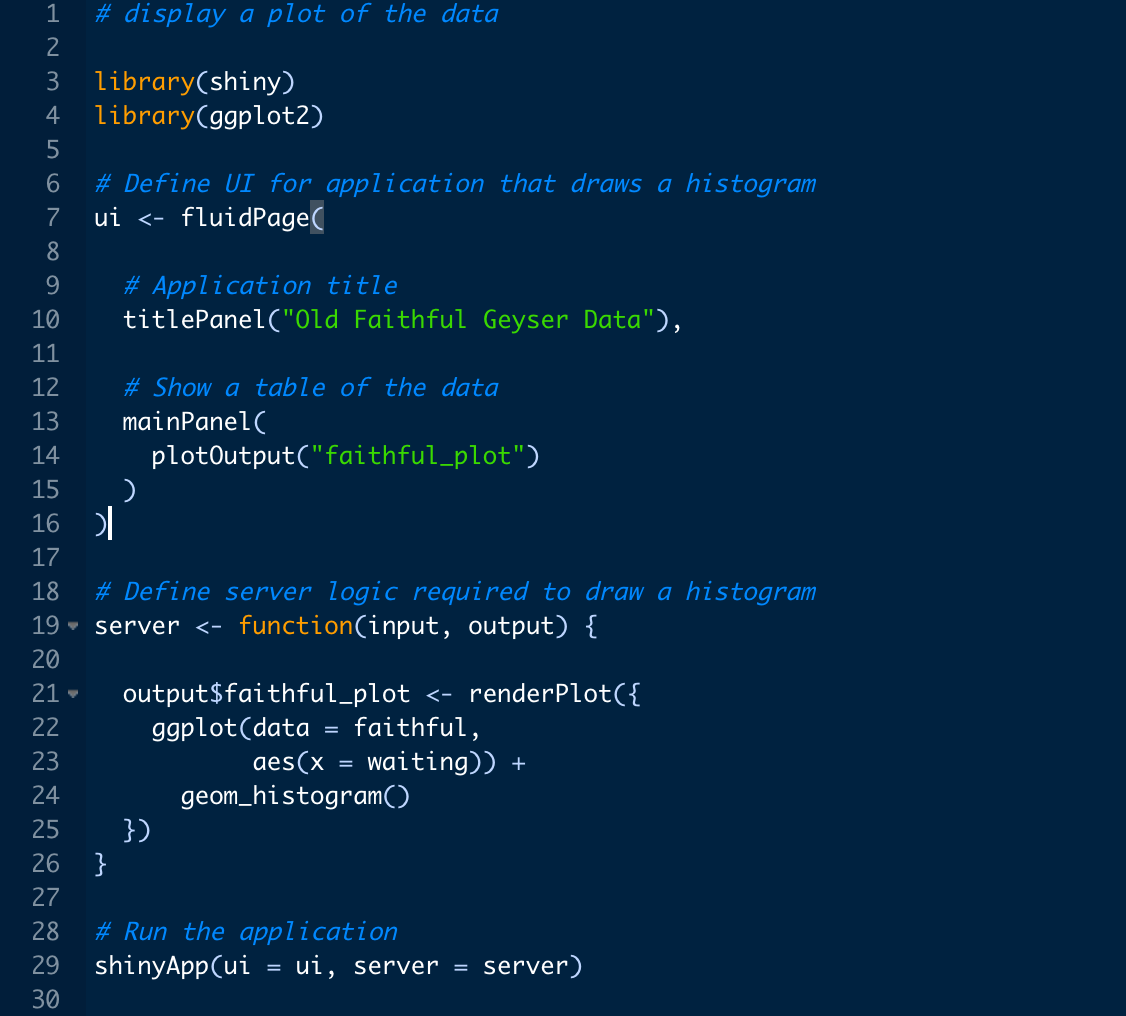 1 # display a plot of the data
2
3 library(shiny)
4 library(ggplot2)
5
6 # Define UI for application that draws a histogram
7 ui <- fluidPage(
8
9   # Application title
10   titlePanel("Old Faithful Geyser Data"),
11
12   # Show a table of the data
13   mainPanel(
14     plotOutput("faithful_plot")
15   )
16 )
17
18 # Define server logic required to draw a histogram
19 server <- function(input, output) {
20
21   output$faithful_plot <- renderPlot({
22     ggplot(data = faithful,
23            aes(x = waiting)) +
24       geom_histogram()
25   })
26 }
27
28 # Run the application
29 shinyApp(ui = ui, server = server)
30